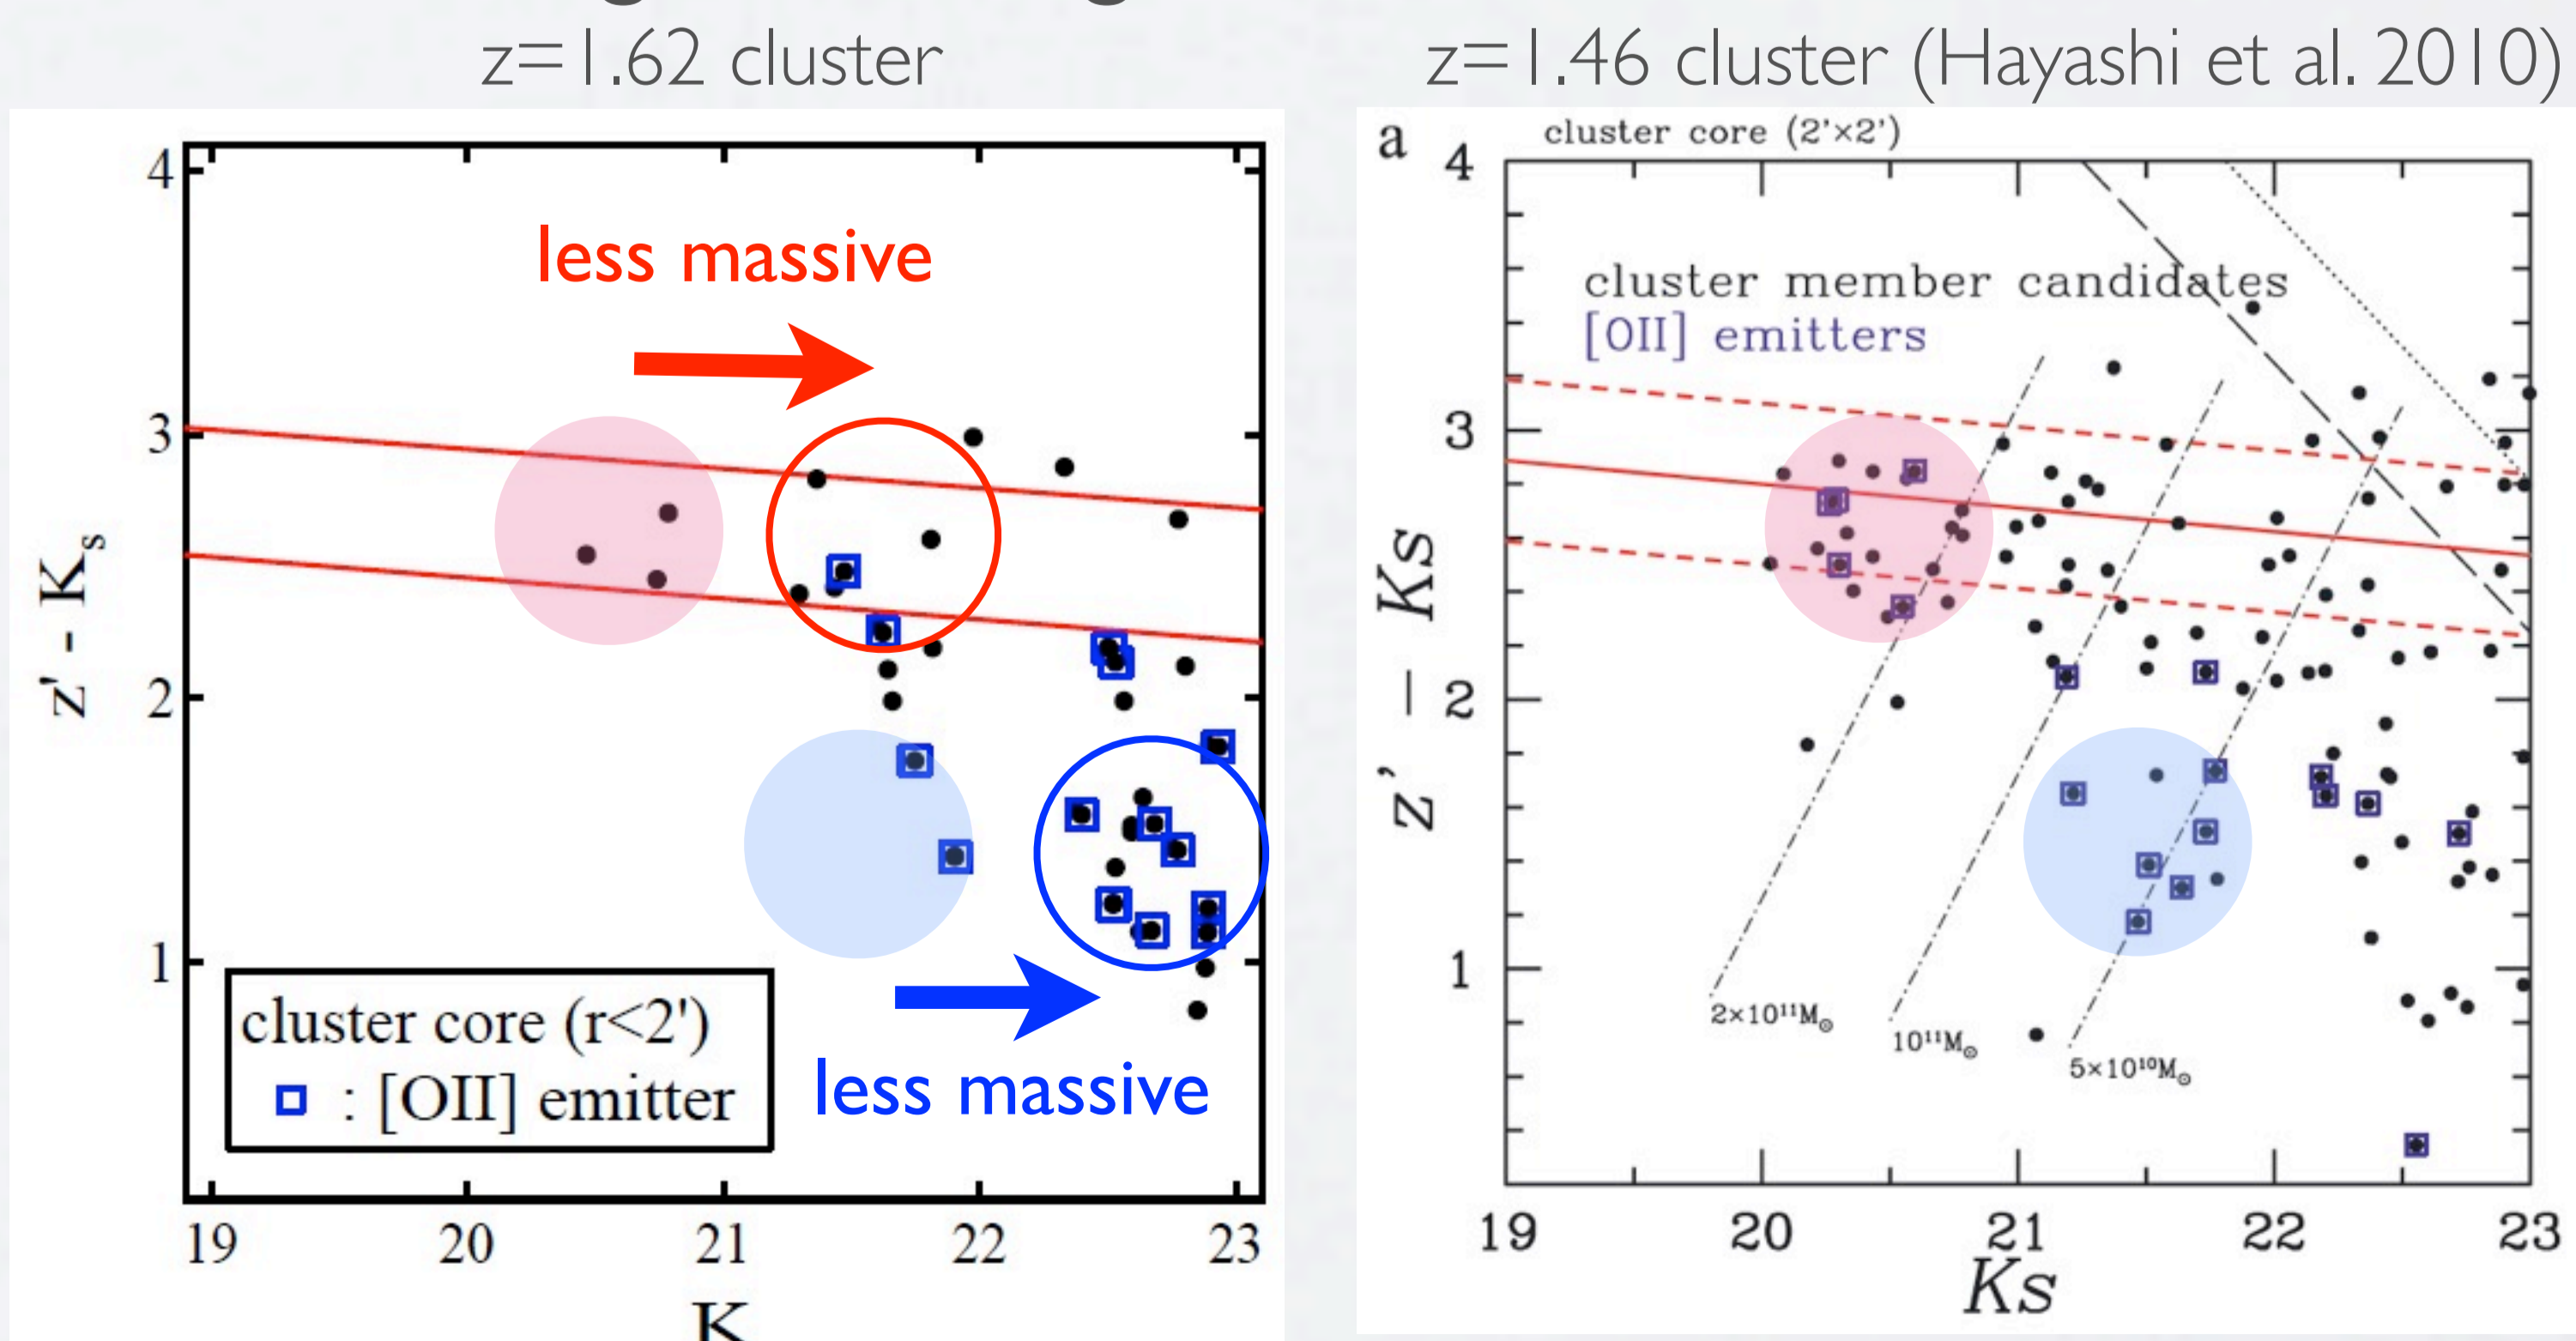 z=1.62 cluster
z=1.46 cluster (Hayashi et al. 2010)
4
3
2
1
z' - Ks
less massive
less massive
cluster core (r<2')
: [OII] emitter
19 20 21 22 23
K
a
cluster core (2'×2')
4
3
2
1
z' − Ks
cluster member candidates
[OII] emitters
2×10¹¹M☉
10¹¹M☉
5×10¹⁰M☉
19 20 21 22 23
Ks